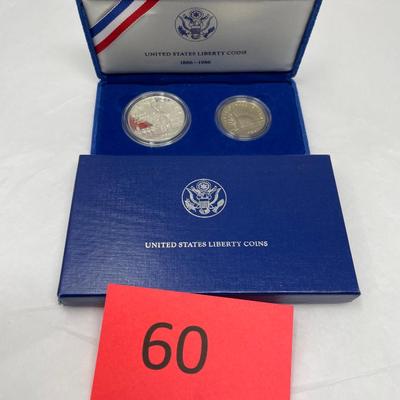 UNITED STATES LIBERTY COINS
1886-1986
UNITED STATES LIBERTY COINS
60